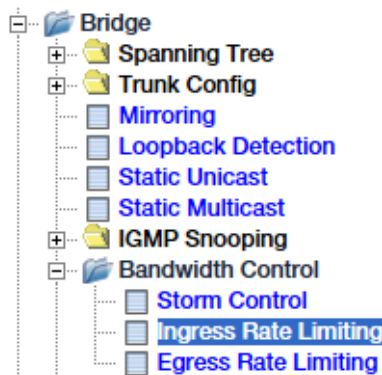 Bridge
Spanning Tree
Trunk Config
Mirroring
Loopback Detection
Static Unicast
Static Multicast
IGMP Snooping
Bandwidth Control
Storm Control
Ingress Rate Limiting
Egress Rate Limiting